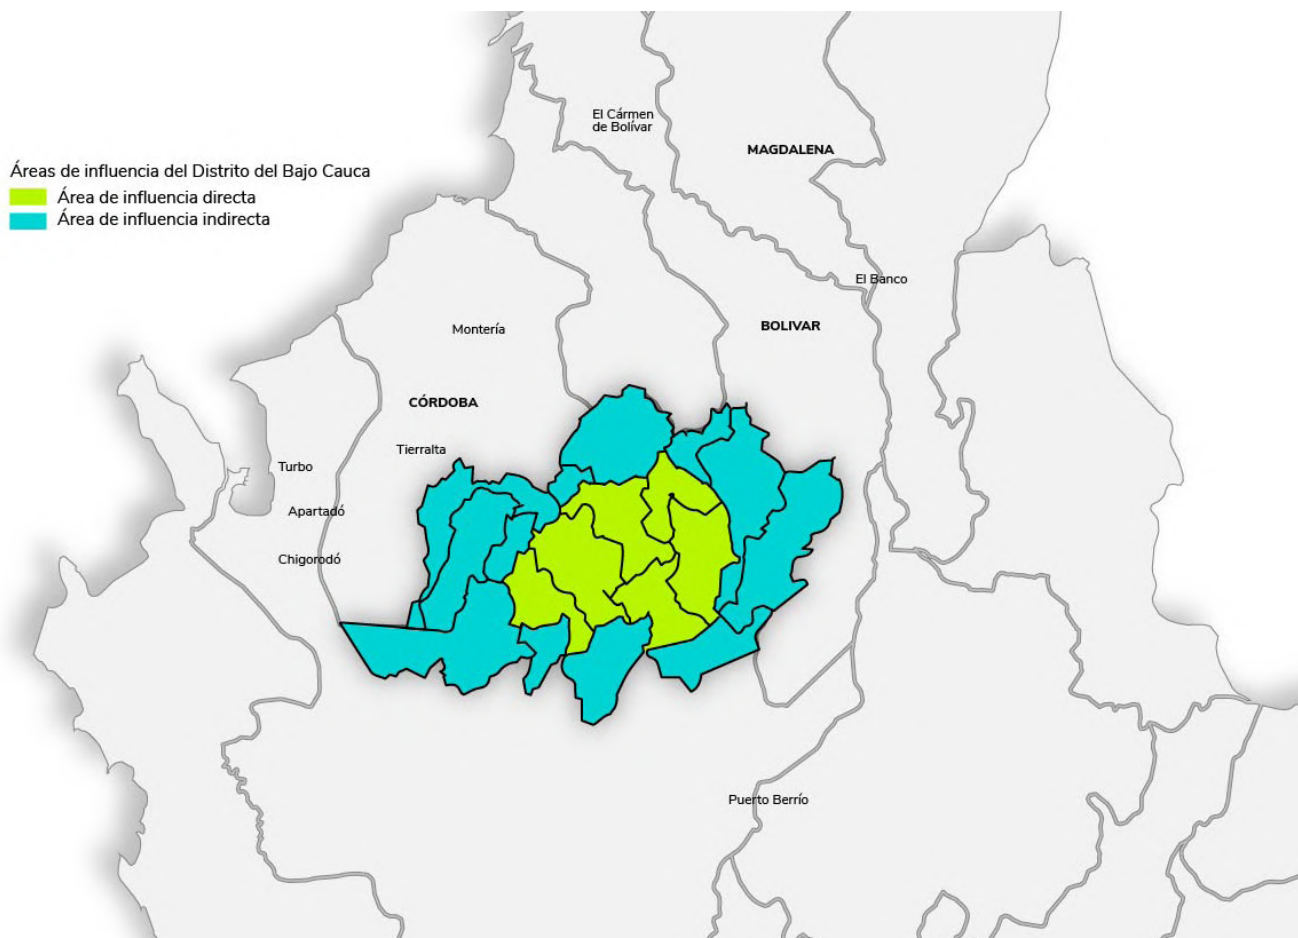 El Cármen
de Bolívar
MAGDALENA
Áreas de influencia del Distrito del Bajo Cauca
Área de influencia directa
Área de influencia indirecta
El Banco
Montería
BOLIVAR
CÓRDOBA
Tierralta
Turbo
Apartadó
Chigorodó
Puerto Berrío